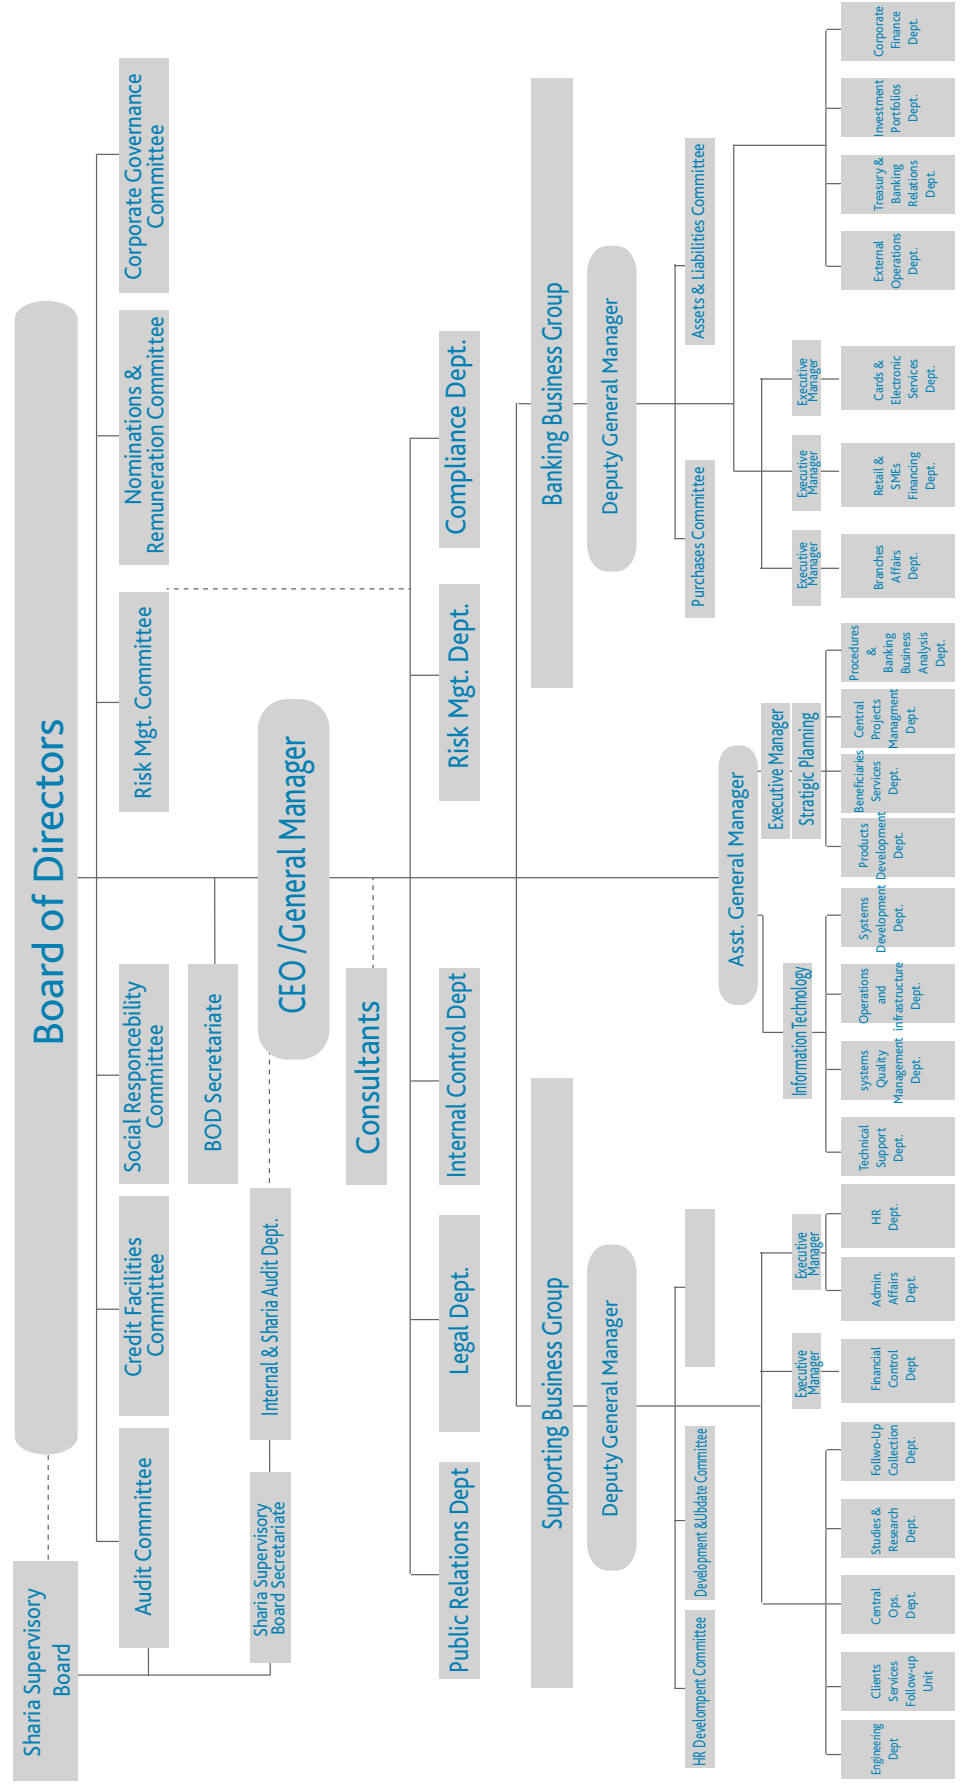 Board of Directors
Sharia Supervisory
Board
Audit Committee
Credit Facilities
Committee
Social Responcebility
Committee
Risk Mgt. Committee
Nominations &
Remuneration Committee
Corporate Governance
Committee
BOD Secretariate
Sharia Supervisory
Board Secretariate
Internal & Sharia Audit Dept.
CEO /General Manager
Consultants
Public Relations Dept
Legal Dept.
Internal Control Dept
Risk Mgt. Dept.
Compliance Dept.
Supporting Business Group
Banking Business Group
Deputy General Manager
Deputy General Manager
HR Develompent Committee
Development &Ubdate Committee
Purchases Committee
Assets & Liabilities Committee
Asst. General Manager
Information Technology
Executive Manager
Stratigic Planning
Executive
Manager
Executive
Manager
Executive
Manager
Executive
Manager
Executive
Manager
Engineering
Dept
Clients
Services
Follow-up
Unit
Central
Ops.
Dept.
Studies &
Research
Dept.
Follwo-Up
Collection
Dept.
Financial
Control
Dept
Admin.
Affairs
Dept.
HR
Dept.
Technical
Support
Dept.
systems
Quality
Management
Dept.
Operations
and
infrastructure
Dept.
Systems
Development
Dept.
Products
Development
Dept.
Beneficiaries
Services
Dept.
Central
Projects
Managment
Dept.
Procedures
&
Banking
Business
Analysis
Dept.
Branches
Affairs
Dept.
Retail &
SMEs
Financing
Dept.
Cards &
Electronic
Services
Dept.
External
Operations
Dept.
Treasury &
Banking
Relations
Dept.
Investment
Portfolios
Dept.
Corporate
Finance
Dept.